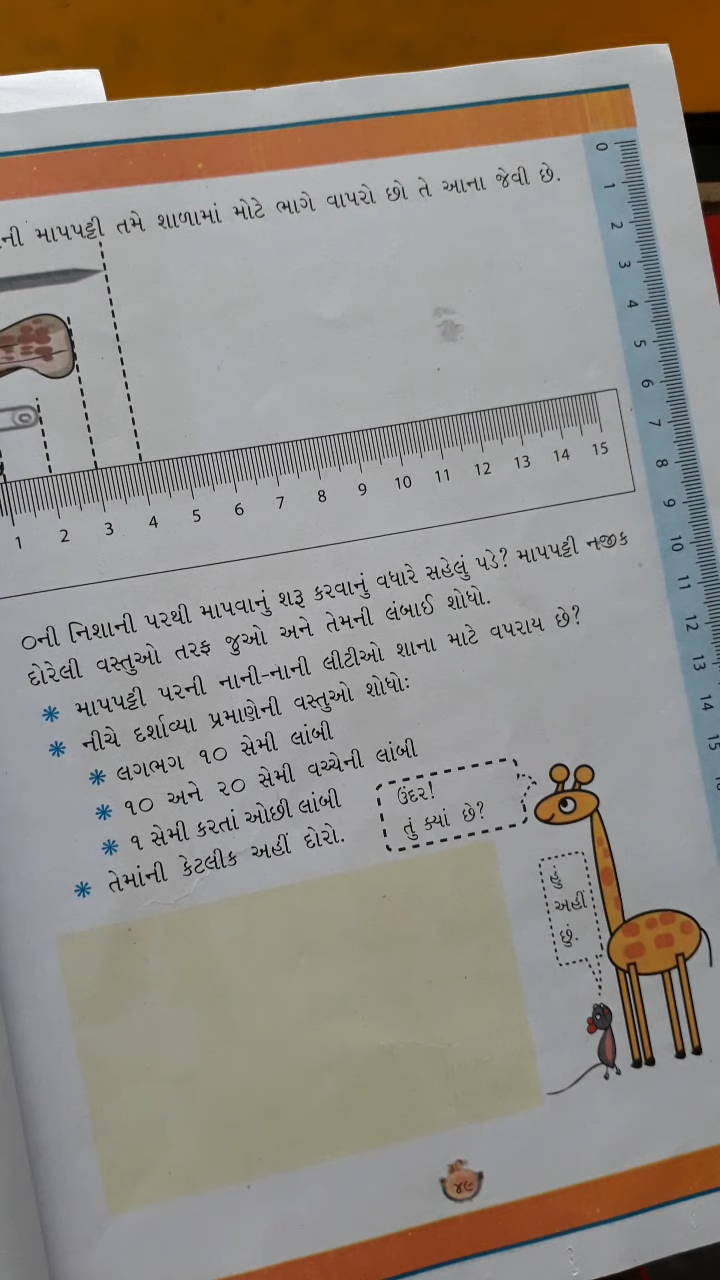 ની માપપટ્ટી તમે શાળામાં મોટે ભાગે વાપરો છો તે આના જેવી છે.
1 2 3 4 5 6 7 8 9 10 11 12 13 14 15
0ની નિશાની પરથી માપવાનું શરૂ કરવાનું વધારે સહેલું પડે? માપપટ્ટી નજીક
દોરેલી વસ્તુઓ તરફ જુઓ અને તેમની લંબાઈ શોધો.
* માપપટ્ટી પરની નાની-નાની લીટીઓ શાના માટે વપરાય છે?
* નીચે દર્શાવ્યા પ્રમાણેની વસ્તુઓ શોધોઃ
* લગભગ ૧૦ સેમી લાંબી
* ૧૦ અને ૨૦ સેમી વચ્ચેની લાંબી
* ૧ સેમી કરતાં ઓછી લાંબી
* તેમાંની કેટલીક અહીં દોરો.
ઉંદર!
તું ક્યાં છે?
હું
અહીં
છું.
૪૯
0 1 2 3 4 5 6 7 8 9 10 11 12 13 14 15